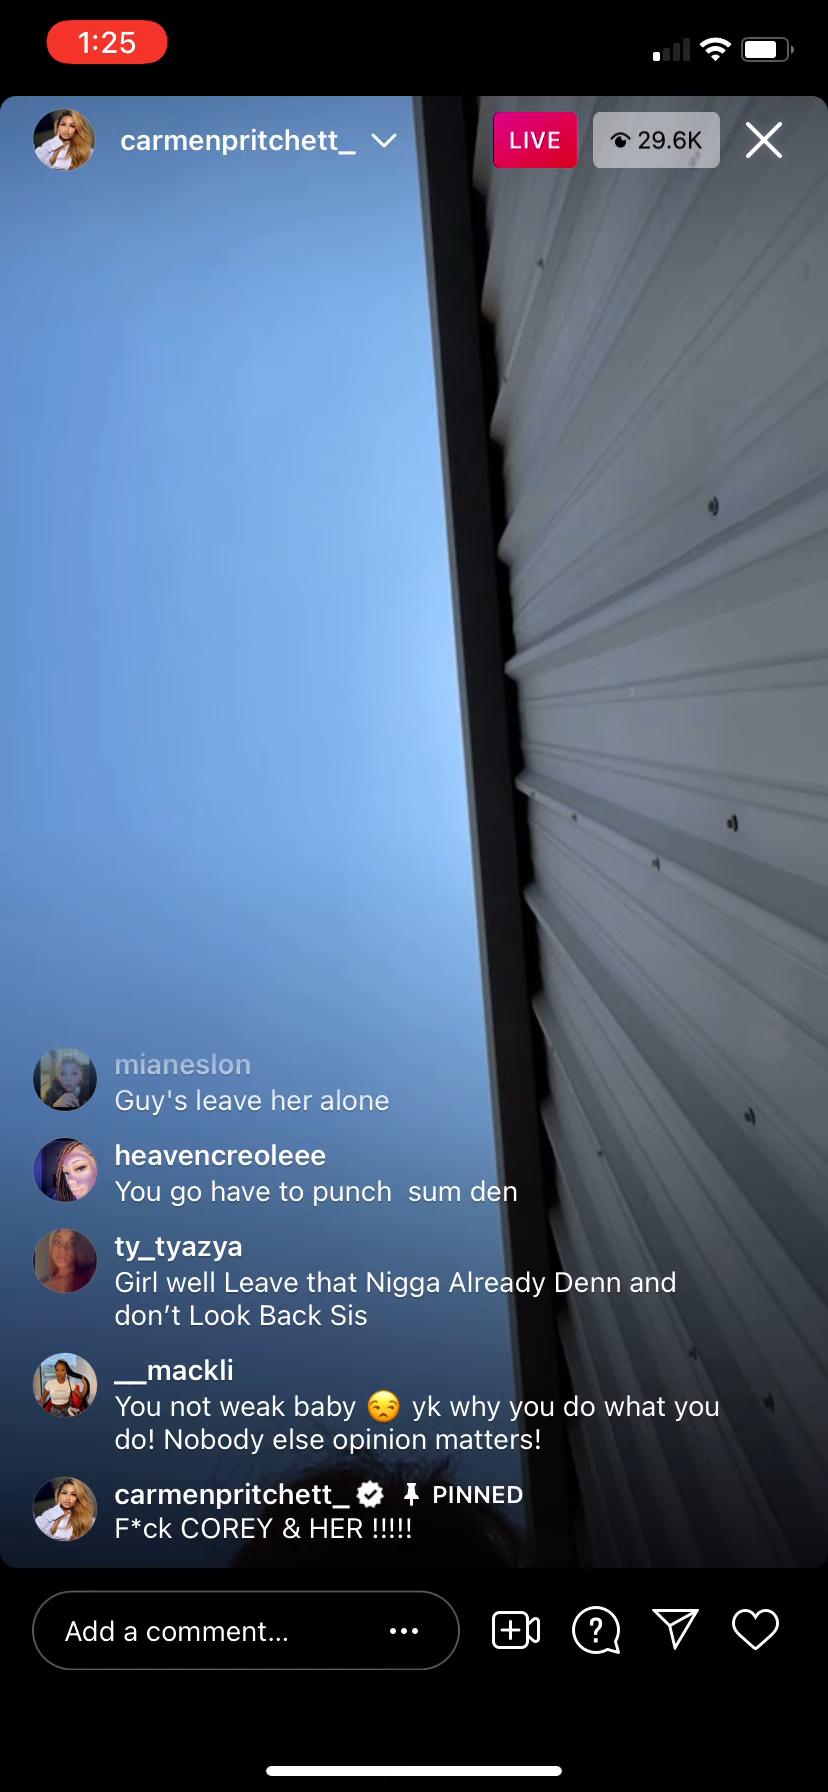 1:25
carmenpritchett_
LIVE
29.6K
mianeslon
Guy's leave her alone
heavencreoleee
You go have to punch  sum den
ty_tyazya
Girl well Leave that Nigga Already Denn and
don’t Look Back Sis
__mackli
You not weak baby 😒 yk why you do what you
do! Nobody else opinion matters!
carmenpritchett_ PINNED
F*ck COREY & HER !!!!!
Add a comment...